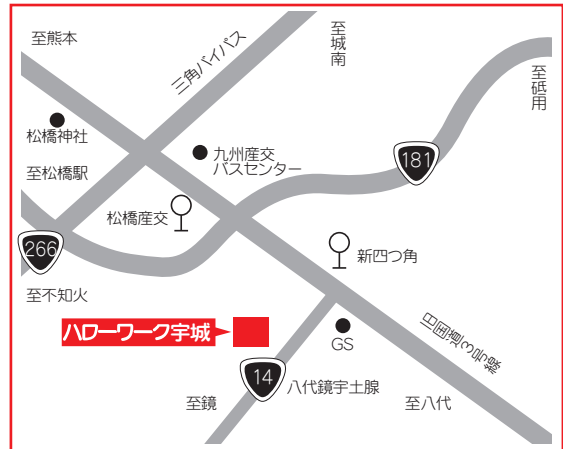 至熊本
三角バイパス
至城南
至砥用
松橋神社
九州産交
バスセンター
181
至松橋駅
松橋産交
266
新四つ角
至不知火
ハローワーク宇城
GS
旧国道3号線
14
八代鏡宇土腺
至鏡
至八代